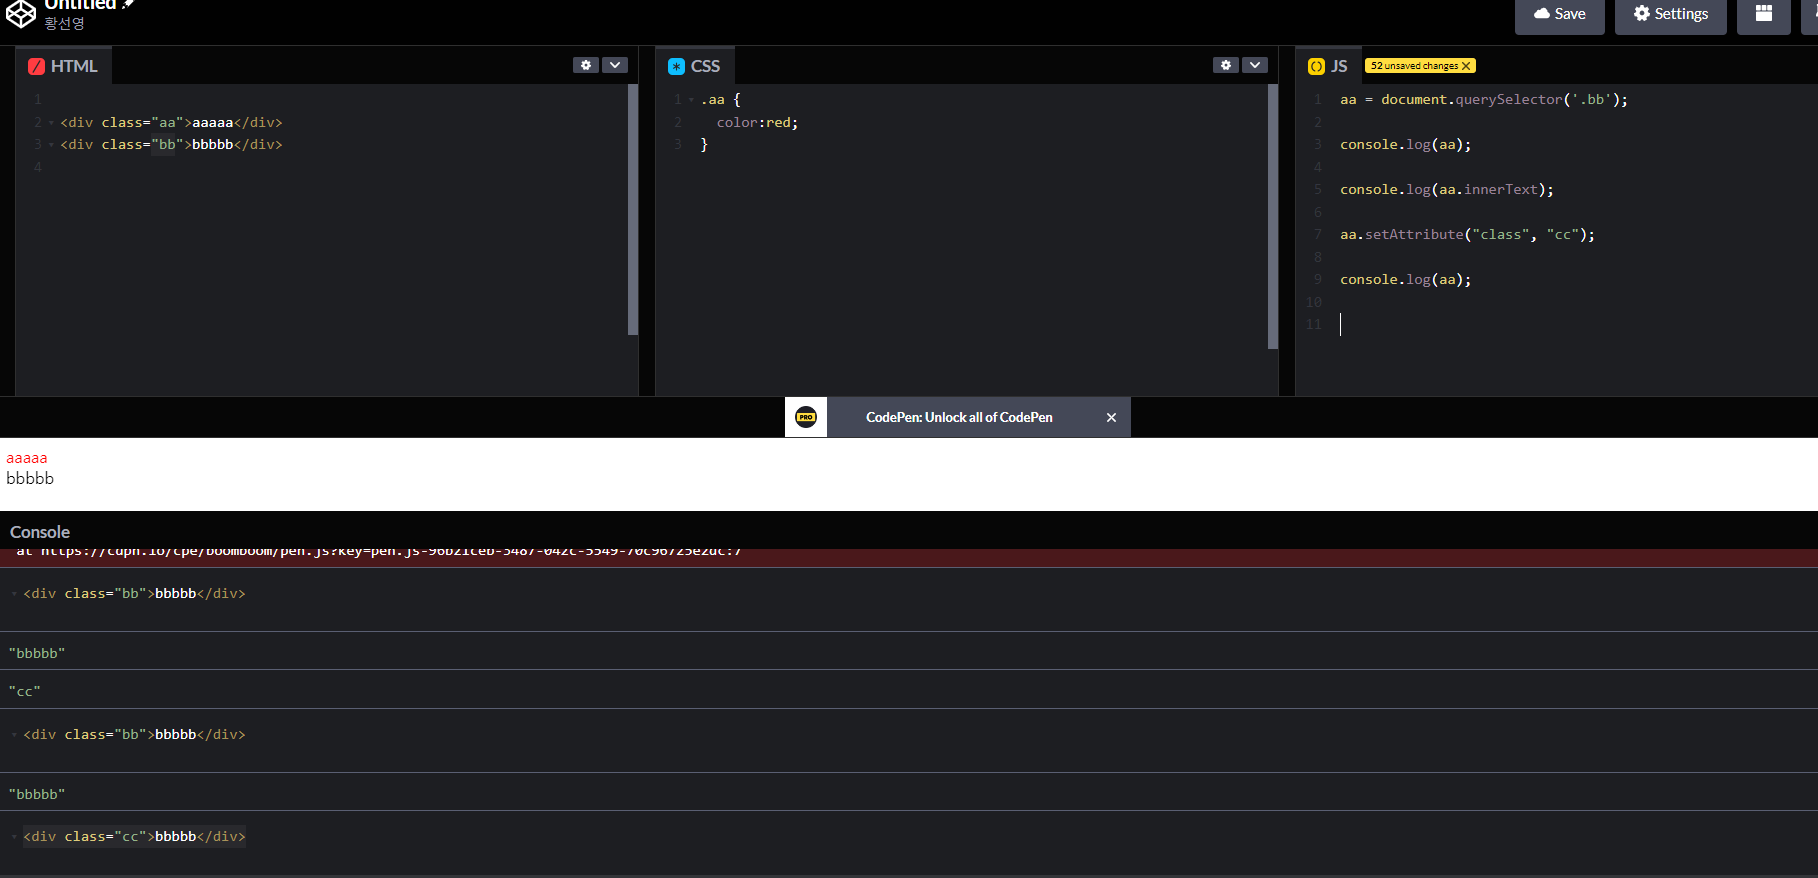 Untitled
황선영
Save
Settings
HTML
CSS
JS
52 unsaved changes X
1
2 <div class="aa">aaaaa</div>
3 <div class="bb">bbbbb</div>
4
1 .aa {
2 color:red;
3 }
1 aa = document.querySelector('.bb');
2
3 console.log(aa);
4
5 console.log(aa.innerText);
6
7 aa.setAttribute("class", "cc");
8
9 console.log(aa);
10
11
PRO
CodePen: Unlock all of CodePen ×
aaaaa
bbbbb
Console
<div class="bb">bbbbb</div>
"bbbbb"
"cc"
<div class="bb">bbbbb</div>
"bbbbb"
<div class="cc">bbbbb</div>